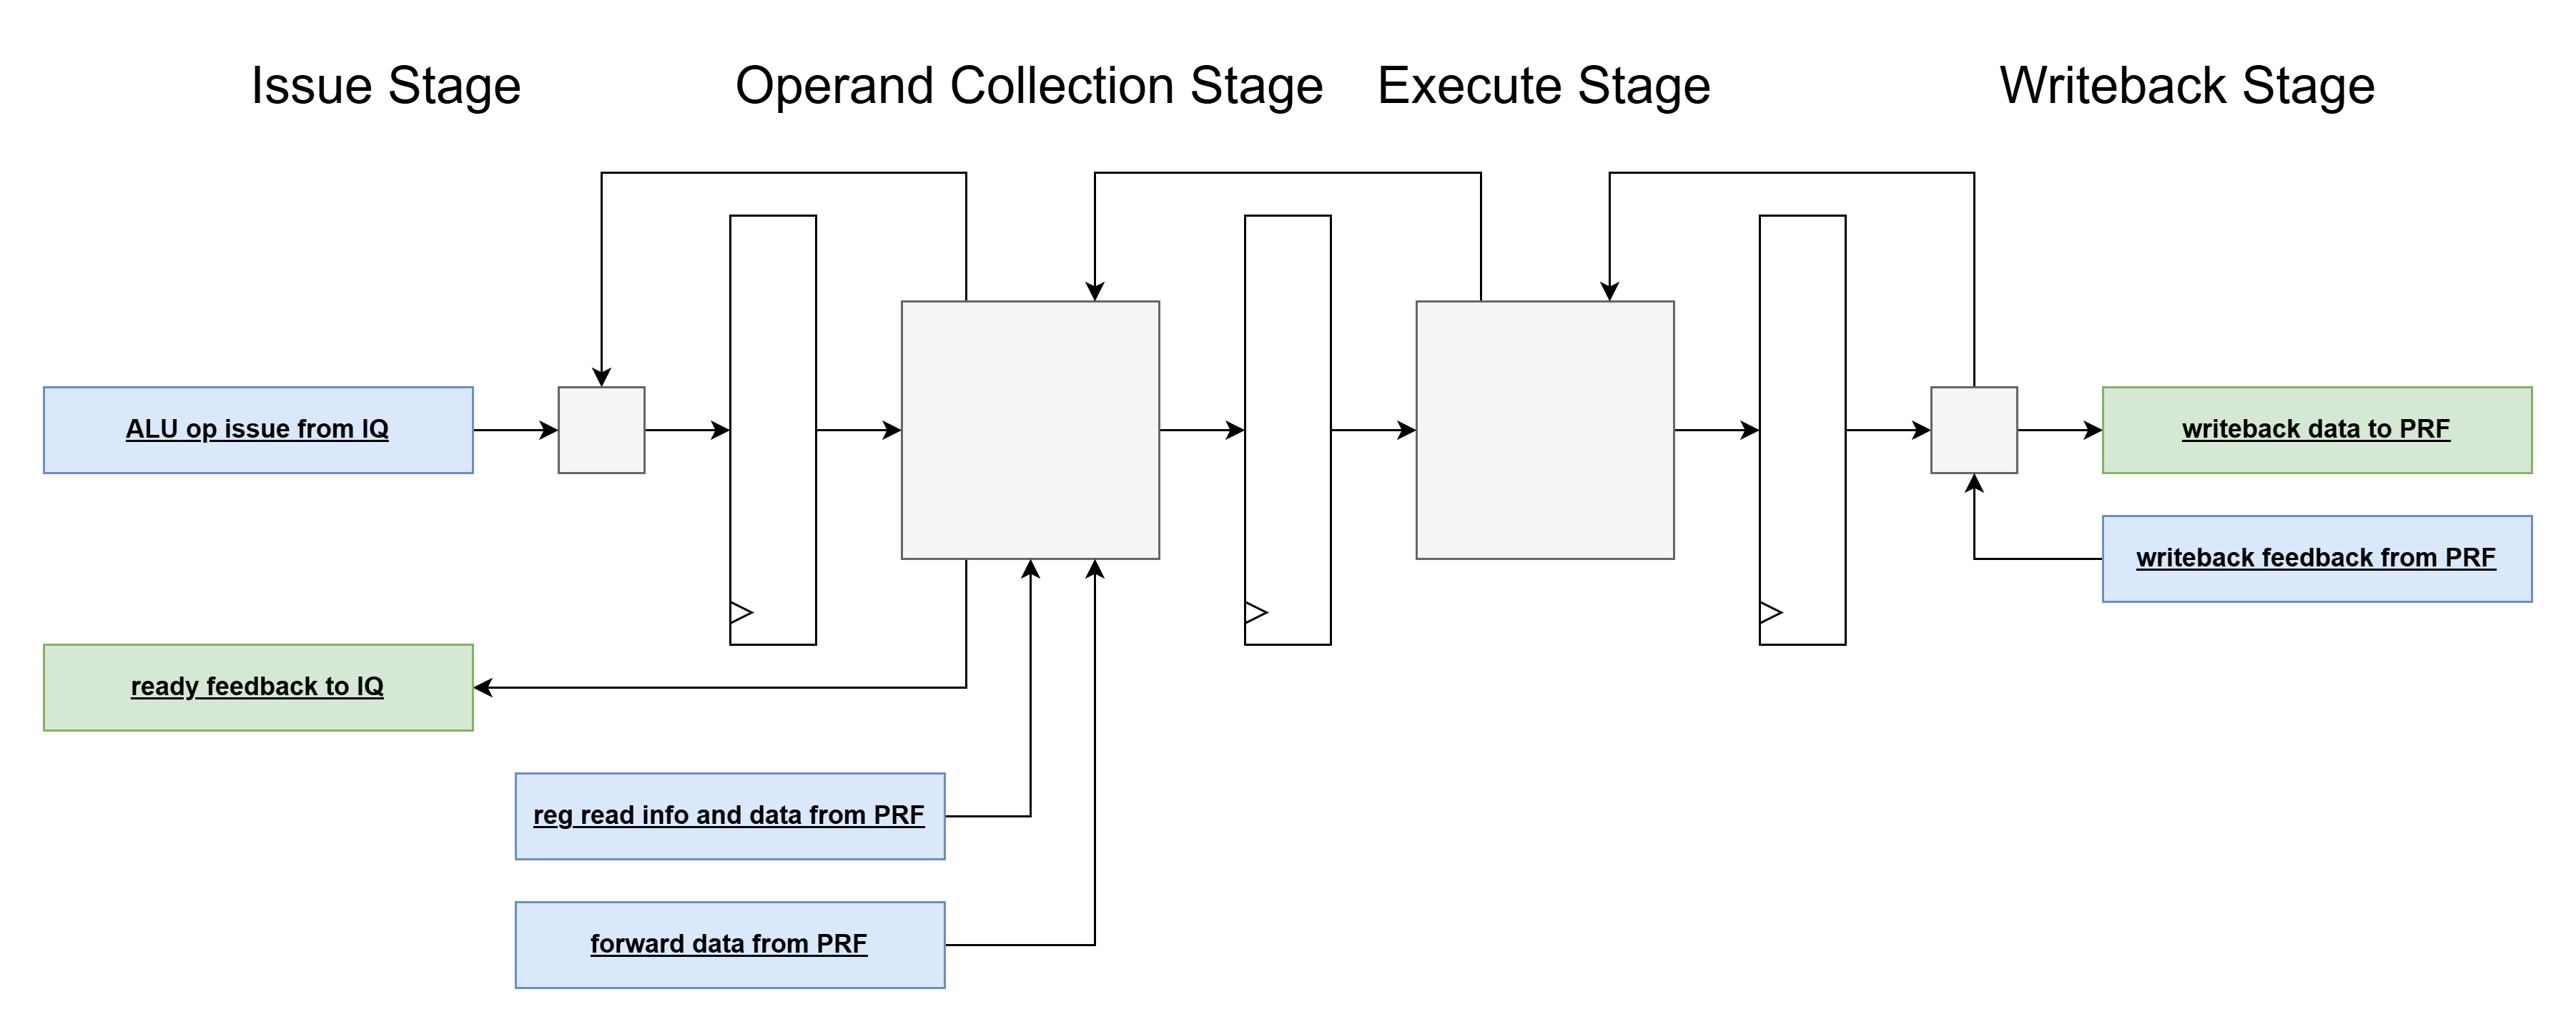 Issue Stage
Operand Collection Stage
Execute Stage
Writeback Stage
ALU op issue from IQ
writeback data to PRF
writeback feedback from PRF
ready feedback to IQ
reg read info and data from PRF
forward data from PRF